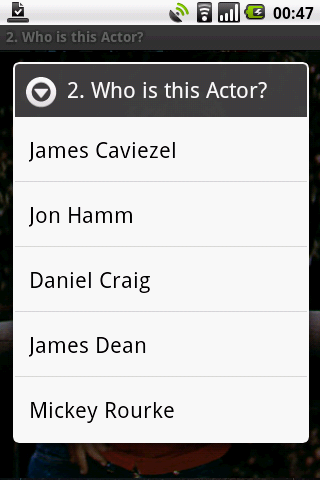 00:47
2. Who is this Actor?
2. Who is this Actor?
James Caviezel
Jon Hamm
Daniel Craig
James Dean
Mickey Rourke